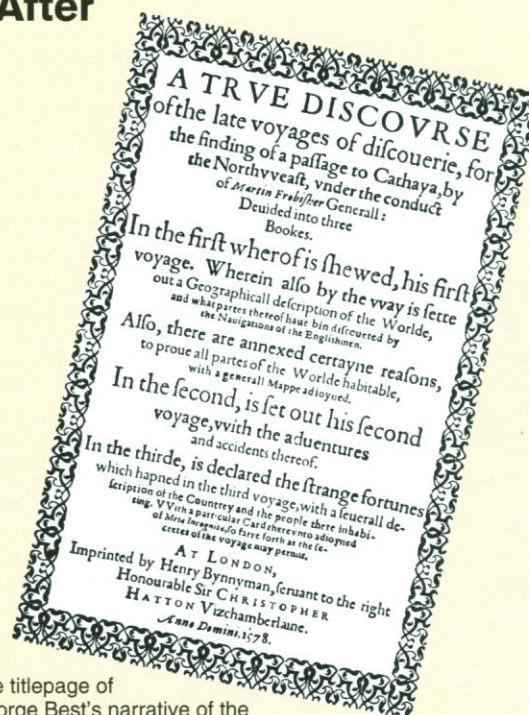 After
A TRVE DISCOVRSE
of the late voyages of diſcouerie, for
the finding of a paſſage to Cathaya, by
the Northvveaſt, vnder the conduct
of Martin Frobiſher Generall:
Deuided into three
Bookes.
In the firſt wherof is ſhewed, his firſt
voyage. Wherein alſo by the vvay is ſette
out a Geographicall deſcription of the Worlde,
and what partes thereof haue bin diſcouered by
the Nauigations of the Engliſhmen.
Alſo, there are annexed certayne reaſons,
to proue all partes of the Worlde habitable,
with a generall Mappe adioyned.
In the ſecond, is ſet out his ſecond
voyage, vvith the aduentures
and accidents thereof.
In the thirde, is declared the ſtrange fortunes
which hapned in the third voyage, with a ſeuerall de-
ſcription of the Countrey and the people there inhabi-
ting. VVith a particular Card therevnto adioyned
of Meta Incognita, ſo farre forth as the ſe-
cretes of the voyage may permit.
AT LONDON,
Imprinted by Henry Bynnyman, ſeruant to the right
Honourable Sir CHRISTOPHER
HATTON Vizchamberlaine.
Anno Domini. 1578.
e titlepage of
orge Best's narrative of the